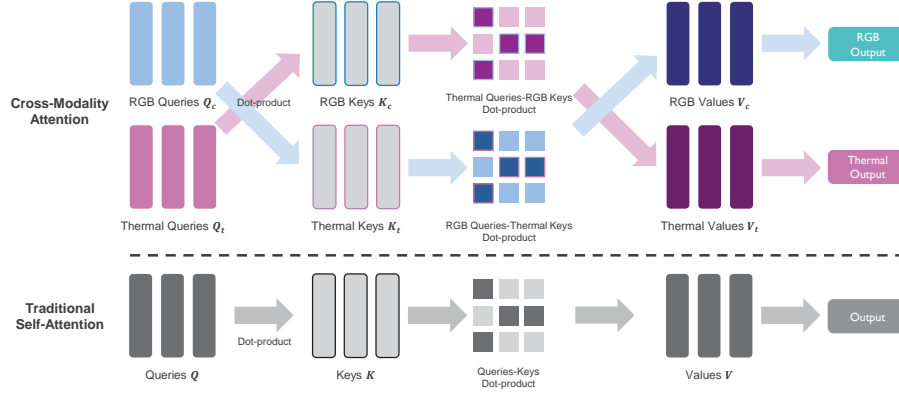 Cross-Modality
Attention
RGB Queries Q_c
Dot-product
RGB Keys K_c
Thermal Queries-RGB Keys
Dot-product
RGB Values V_c
RGB
Output
Thermal Queries Q_t
Thermal Keys K_t
RGB Queries-Thermal Keys
Dot-product
Thermal Values V_t
Thermal
Output
Traditional
Self-Attention
Dot-product
Output
Queries Q
Keys K
Queries-Keys
Dot-product
Values V